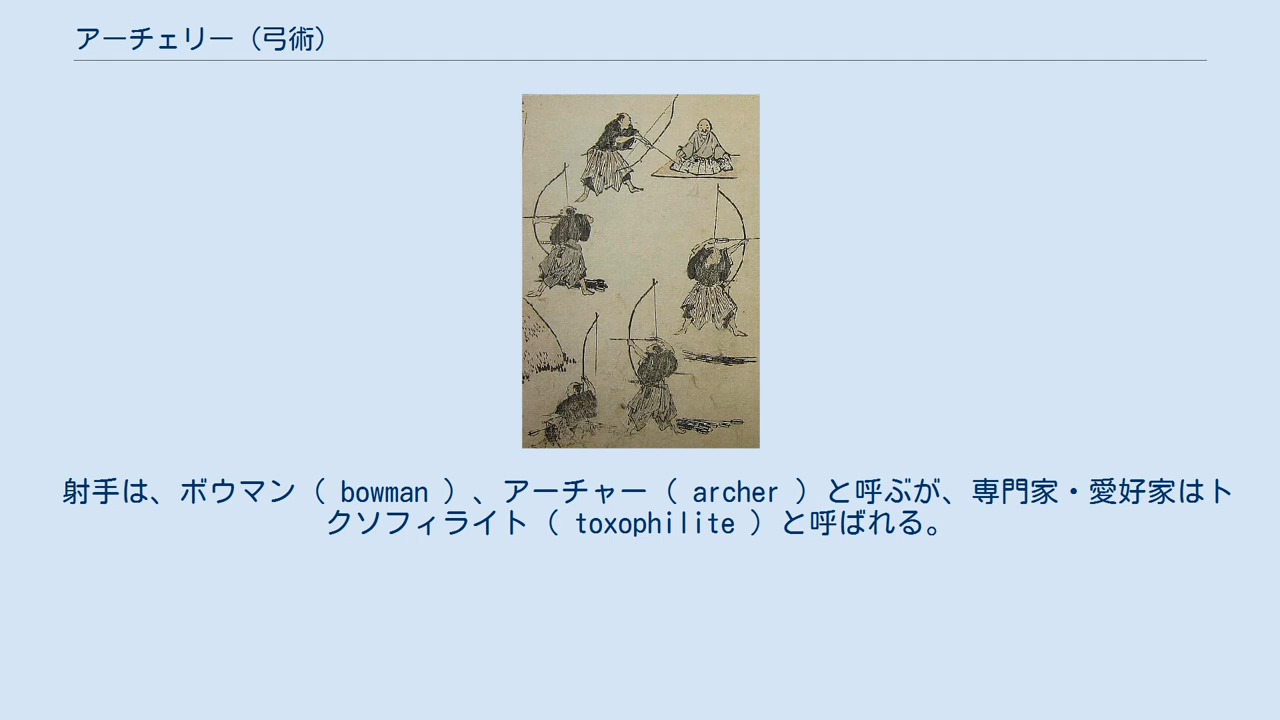 アーチェリー（弓術）
射手は、ボウマン（ bowman ）、アーチャー（ archer ）と呼ぶが、専門家・愛好家はト
クソフィライト（ toxophilite ）と呼ばれる。